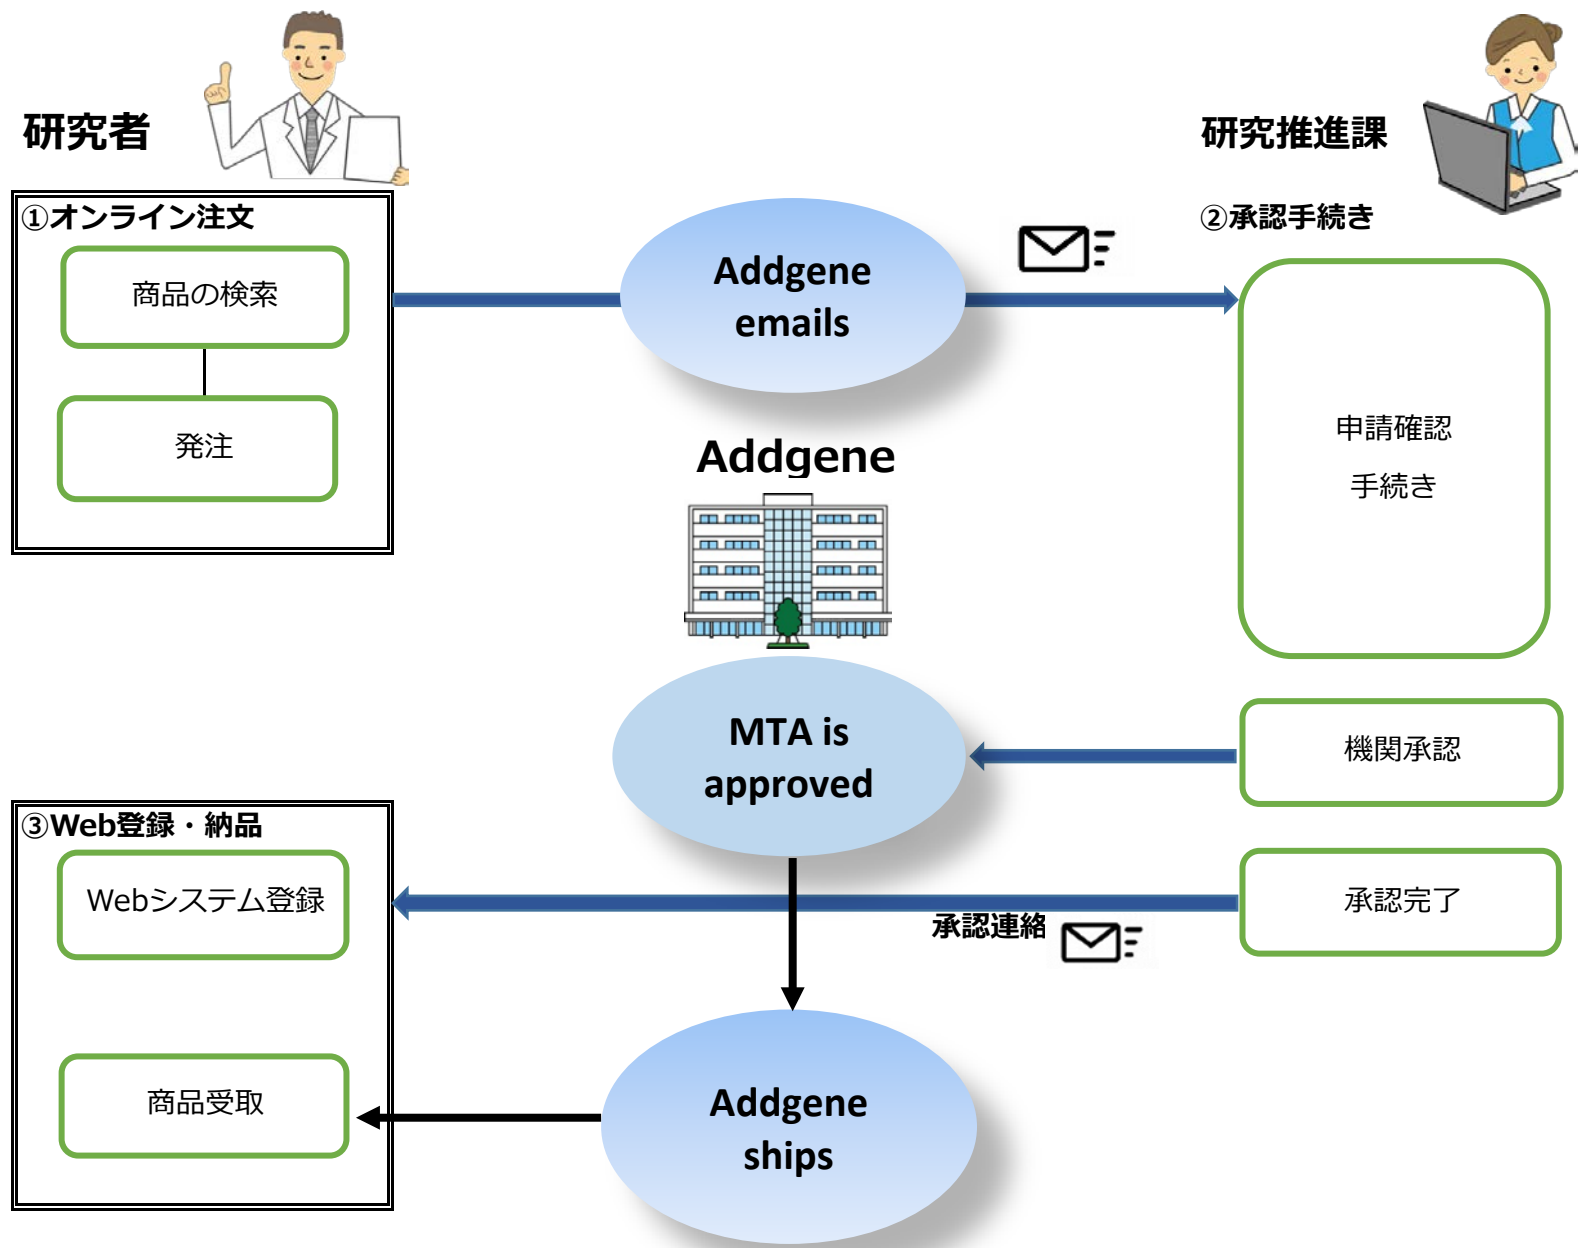 研究者
研究推進課
①オンライン注文
商品の検索
発注
Addgene
emails
②承認手続き
申請確認
手続き
Addgene
MTA is
approved
機関承認
③Web登録・納品
Webシステム登録
承認連絡
承認完了
商品受取
Addgene
ships